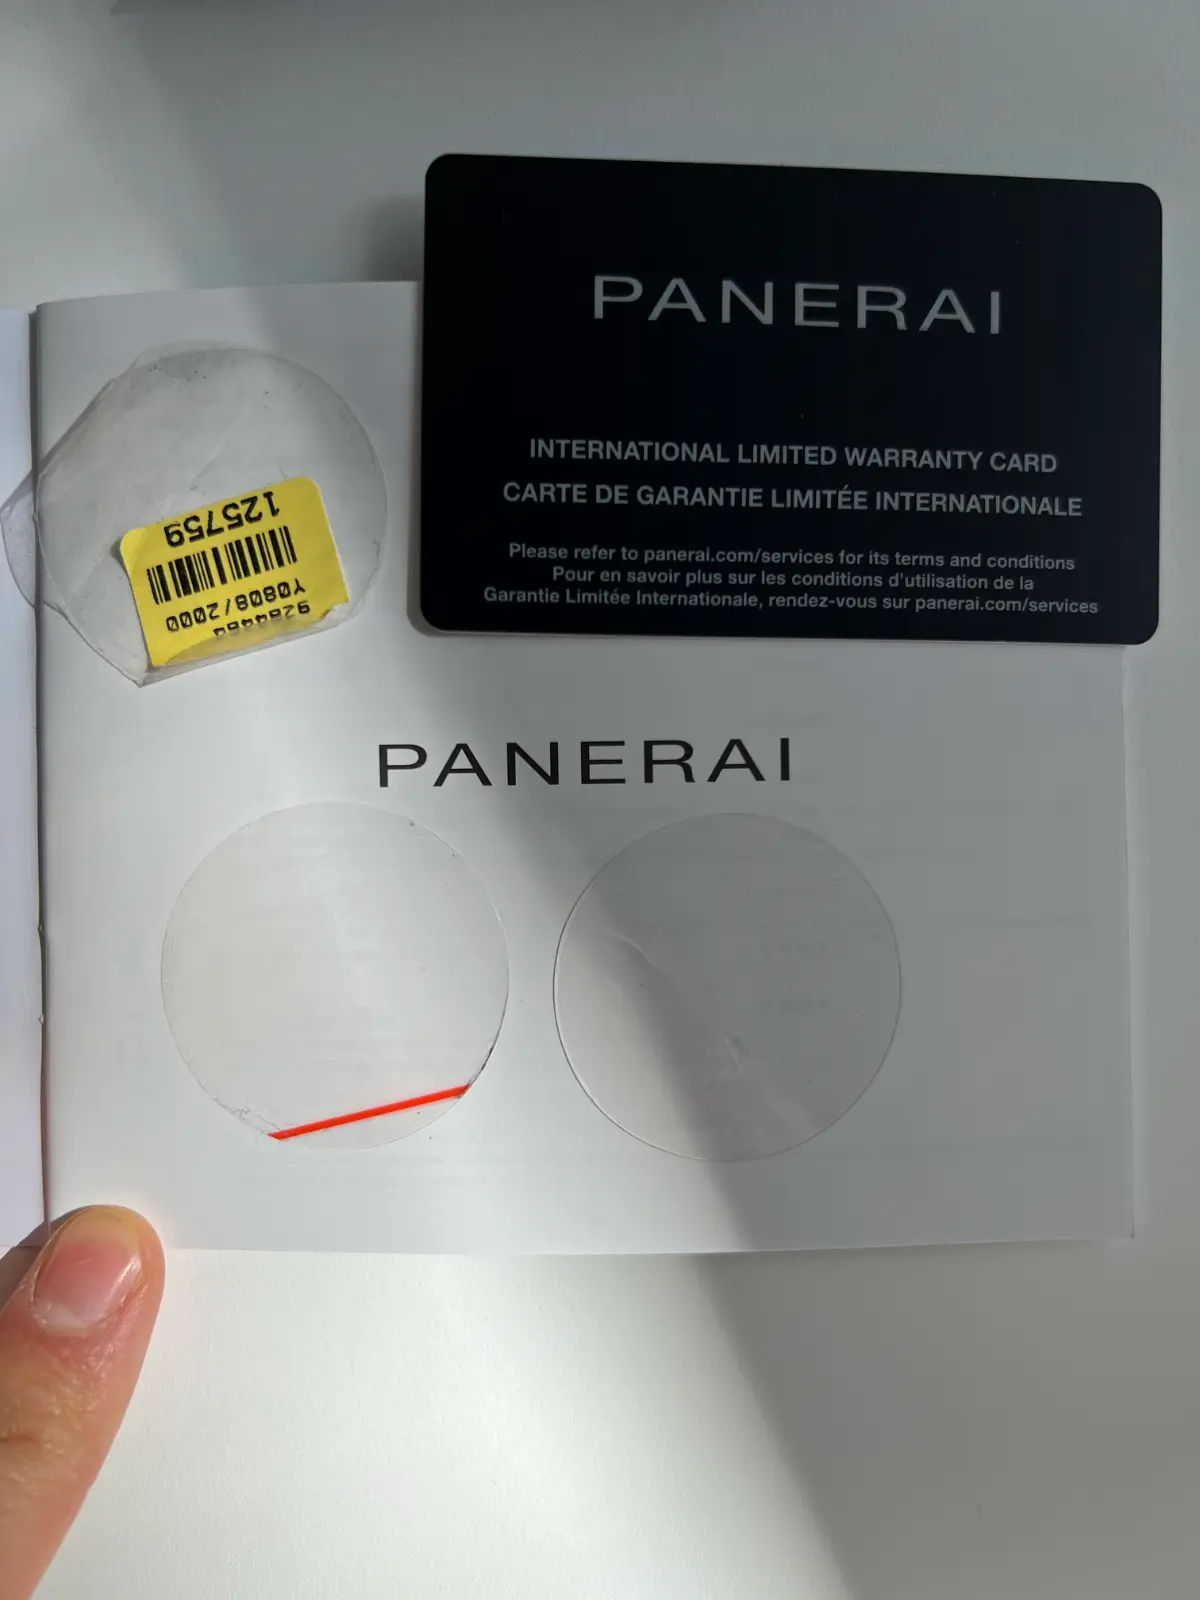 PANERAI
INTERNATIONAL LIMITED WARRANTY CARD
CARTE DE GARANTIE LIMITÉE INTERNATIONALE
Please refer to panerai.com/services for its terms and conditions
Pour en savoir plus sur les conditions d'utilisation de la
Garantie Limitée Internationale, rendez-vous sur panerai.com/services
Y0808/2000
125759
PANERAI